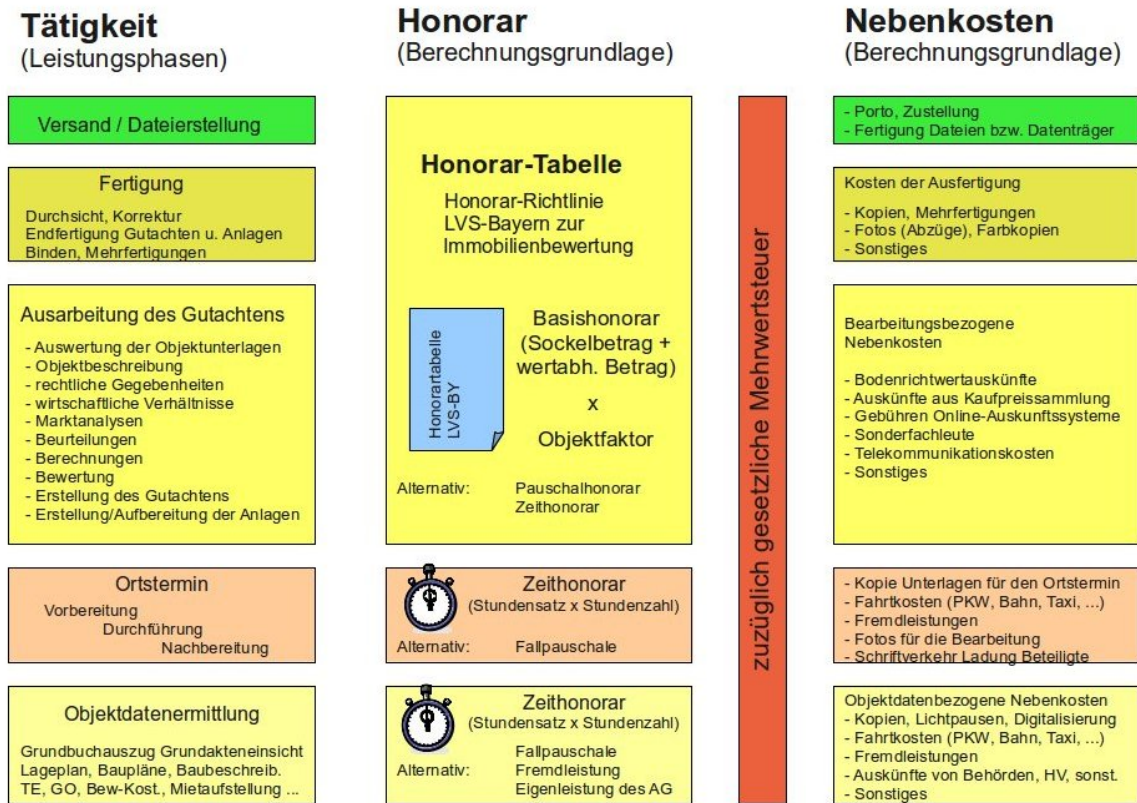 Tätigkeit
(Leistungsphasen)
Versand / Dateierstellung
Fertigung
Durchsicht, Korrektur
Endfertigung Gutachten u. Anlagen
Binden, Mehrfertigungen
Ausarbeitung des Gutachtens
- Auswertung der Objektunterlagen
- Objektbeschreibung
- rechtliche Gegebenheiten
- wirtschaftliche Verhältnisse
- Marktanalysen
- Beurteilungen
- Berechnungen
- Bewertung
- Erstellung des Gutachtens
- Erstellung/Aufbereitung der Anlagen
Ortstermin
Vorbereitung
Durchführung
Nachbereitung
Objektdatenermittlung
Grundbuchauszug Grundakteneinsicht
Lageplan, Baupläne, Baubeschreib.
TE, GO, Bew-Kost., Mietaufstellung ...
Honorar
(Berechnungsgrundlage)
Honorar-Tabelle
Honorar-Richtlinie
LVS-Bayern zur
Immobilienbewertung
Honorartabelle
LVS-BY
Basishonorar
(Sockelbetrag +
wertabh. Betrag)
x
Objektfaktor
Alternativ: Pauschalhonorar
Zeithonorar
Zeithonorar
(Stundensatz x Stundenzahl)
Alternativ: Fallpauschale
Zeithonorar
(Stundensatz x Stundenzahl)
Fallpauschale
Alternativ: Fremdleistung
Eigenleistung des AG
zuzüglich gesetzliche Mehrwertsteuer
Nebenkosten
(Berechnungsgrundlage)
- Porto, Zustellung
- Fertigung Dateien bzw. Datenträger
Kosten der Ausfertigung
- Kopien, Mehrfertigungen
- Fotos (Abzüge), Farbkopien
- Sonstiges
Bearbeitungsbezogene
Nebenkosten
- Bodenrichtwertauskünfte
- Auskünfte aus Kaufpreissammlung
- Gebühren Online-Auskunftssysteme
- Sonderfachleute
- Telekommunikationskosten
- Sonstiges
- Kopie Unterlagen für den Ortstermin
- Fahrtkosten (PKW, Bahn, Taxi, ...)
- Fremdleistungen
- Fotos für die Bearbeitung
- Schriftverkehr Ladung Beteiligte
Objektdatenbezogene Nebenkosten
- Kopien, Lichtpausen, Digitalisierung
- Fahrtkosten (PKW, Bahn, Taxi, ...)
- Fremdleistungen
- Auskünfte von Behörden, HV, sonst.
- Sonstiges